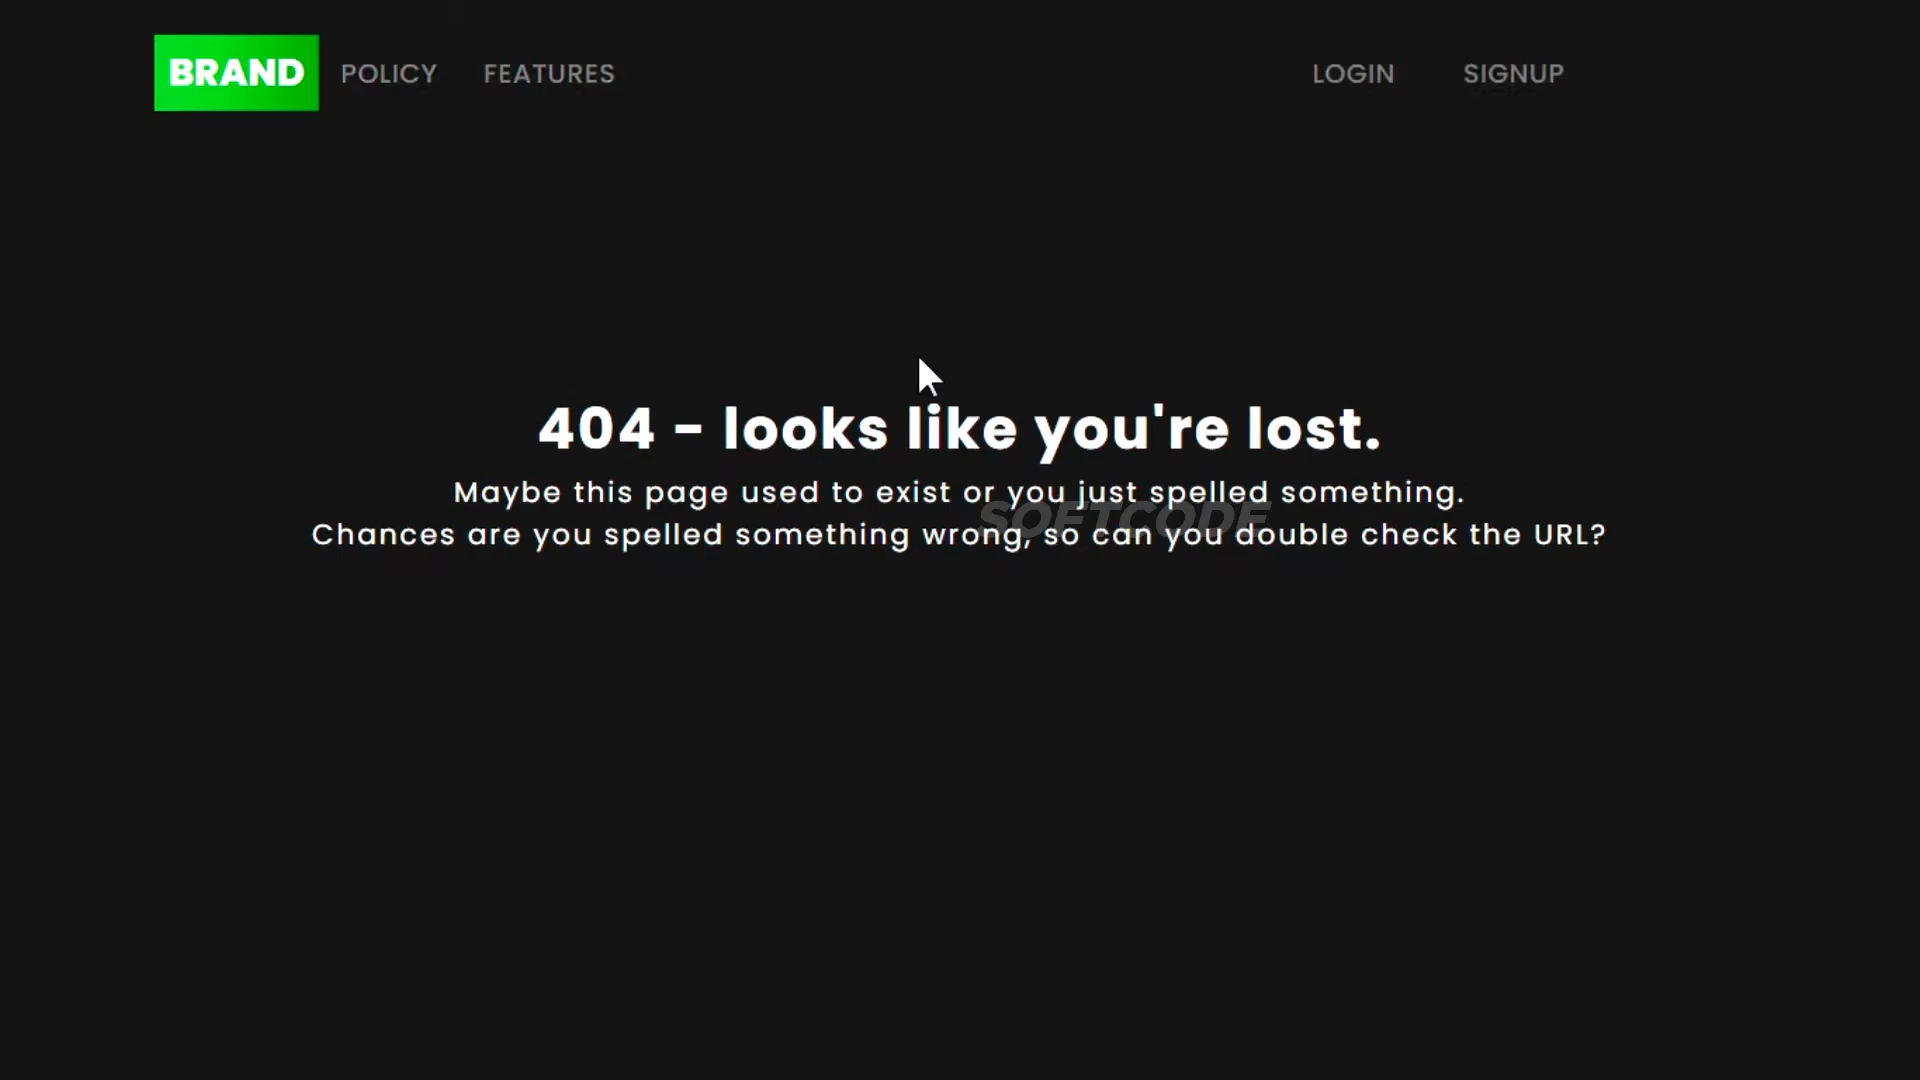 BRAND POLICY FEATURES LOGIN SIGNUP
404 - looks like you're lost.
Maybe this page used to exist or you just spelled something.
SOFTCODE
Chances are you spelled something wrong, so can you double check the URL?